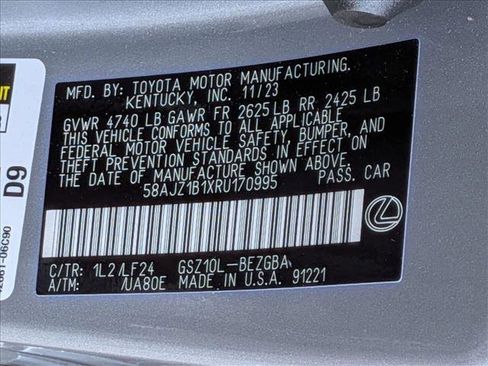 MFD. BY: TOYOTA MOTOR MANUFACTURING.
KENTUCKY, INC. 11/23
GVWR 4740 LB GAWR FR 2625 LB RR 2425 LB
THIS VEHICLE CONFORMS TO ALL APPLICABLE
FEDERAL MOTOR VEHICLE SAFETY, BUMPER, AND
THEFT PREVENTION STANDARDS IN EFFECT ON
THE DATE OF MANUFACTURE SHOWN ABOVE.
58AJZ1B1XRU170995 PASS. CAR
C/TR: 1L2/LF24 GSZ10L-BEZGBA
A/TM: /UA80E MADE IN U.S.A. 91221
D9